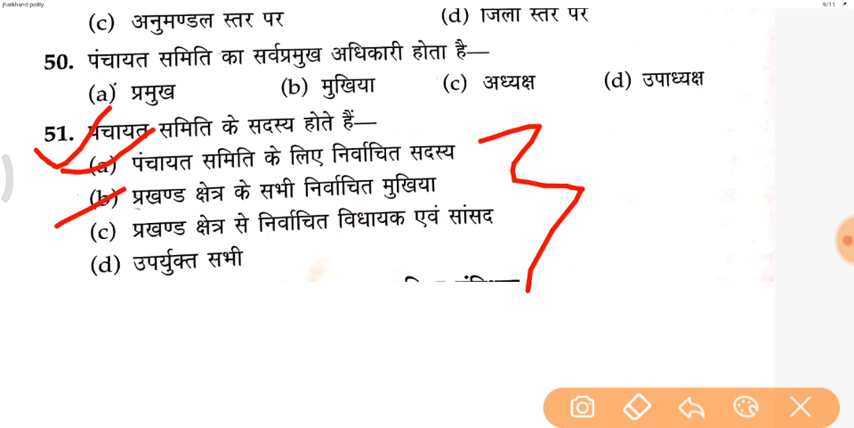 jharkhand polity 9/11
(c) अनुमण्डल स्तर पर (d) जिला स्तर पर
50. पंचायत समिति का सर्वप्रमुख अधिकारी होता है—
(a) प्रमुख (b) मुखिया (c) अध्यक्ष (d) उपाध्यक्ष
51. पंचायत समिति के सदस्य होते हैं—
(a) पंचायत समिति के लिए निर्वाचित सदस्य
(b) प्रखण्ड क्षेत्र के सभी निर्वाचित मुखिया
(c) प्रखण्ड क्षेत्र से निर्वाचित विधायक एवं सांसद
(d) उपर्युक्त सभी